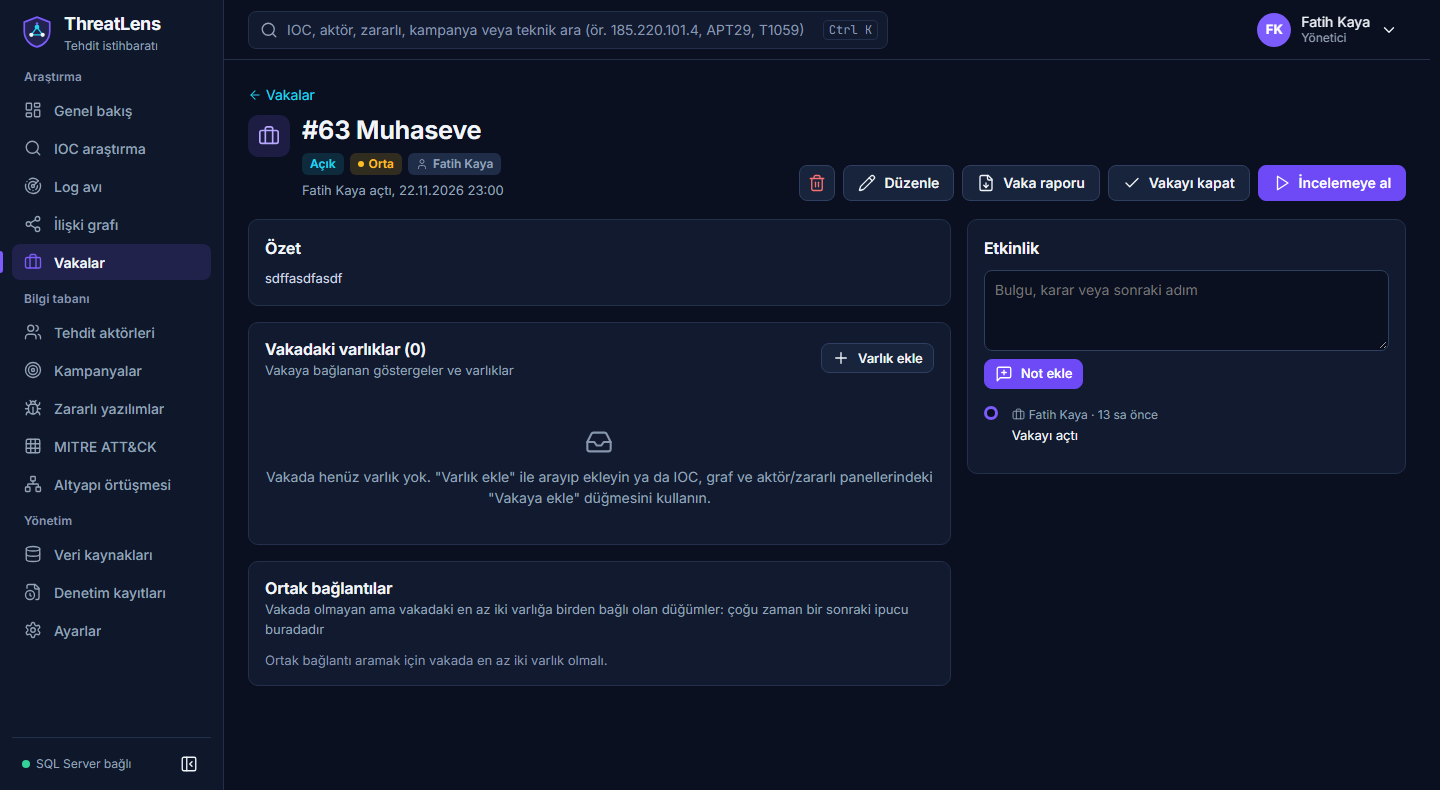 ThreatLens
Tehdit istihbaratı
Araştırma
Genel bakış
IOC araştırma
Log avı
İlişki grafı
Vakalar
Bilgi tabanı
Tehdit aktörleri
Kampanyalar
Zararlı yazılımlar
MITRE ATT&CK
Altyapı örtüşmesi
Yönetim
Veri kaynakları
Denetim kayıtları
Ayarlar
SQL Server bağlı
IOC, aktör, zararlı, kampanya veya teknik ara (ör. 185.220.101.4, APT29, T1059)
Ctrl K
FK
Fatih Kaya
Yönetici
← Vakalar
#63 Muhaseve
Açık
Orta
Fatih Kaya
Fatih Kaya açtı, 22.11.2026 23:00
Düzenle
Vaka raporu
Vakayı kapat
İncelemeye al
Özet
sdffasdfasdf
Vakadaki varlıklar (0)
Vakaya bağlanan göstergeler ve varlıklar
Varlık ekle
Vakada henüz varlık yok. "Varlık ekle" ile arayıp ekleyin ya da IOC, graf ve aktör/zararlı panellerindeki
"Vakaya ekle" düğmesini kullanın.
Ortak bağlantılar
Vakada olmayan ama vakadaki en az iki varlığa birden bağlı olan düğümler: çoğu zaman bir sonraki ipucu
buradadır
Ortak bağlantı aramak için vakada en az iki varlık olmalı.
Etkinlik
Bulgu, karar veya sonraki adım
Not ekle
Fatih Kaya · 13 sa önce
Vakayı açtı